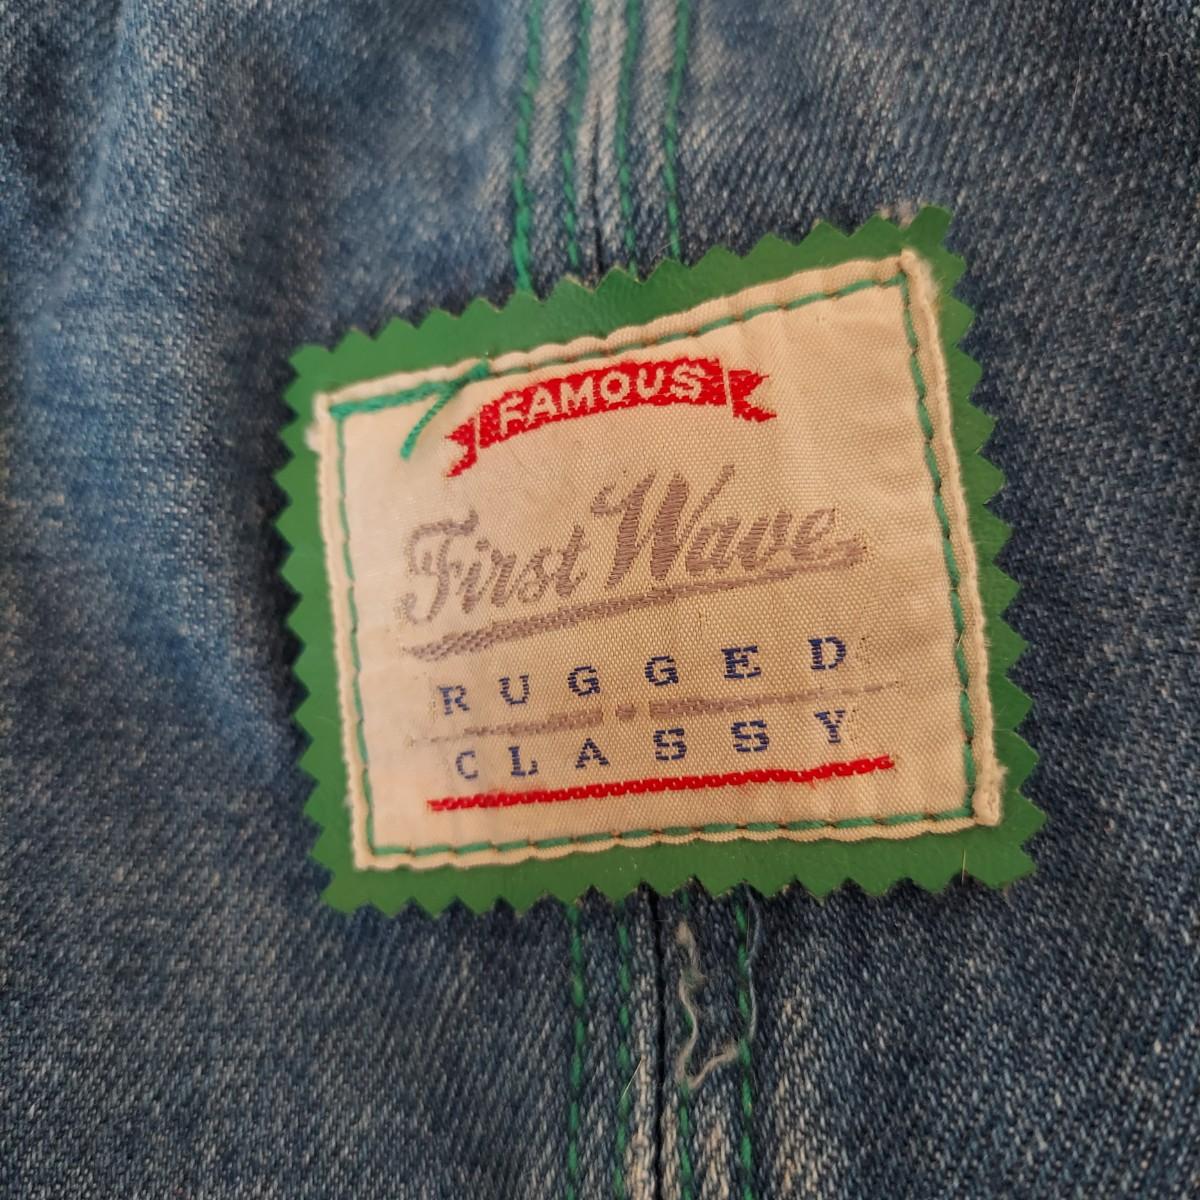 FAMOUS
First Wave
RUGGED
CLASSY